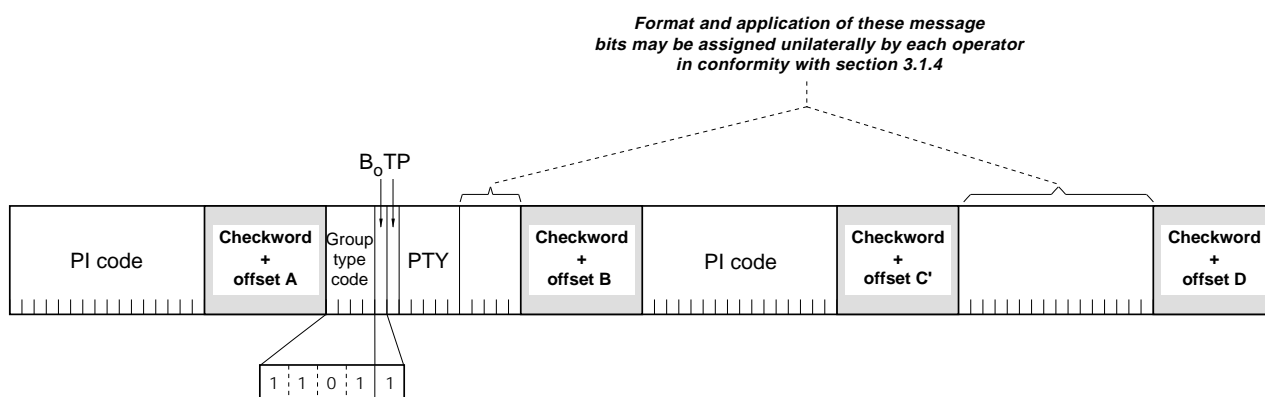 Format and application of these message
bits may be assigned unilaterally by each operator
in conformity with section 3.1.4
BoTP
PI code
Checkword
+
offset A
Group
type
code
PTY
Checkword
+
offset B
PI code
Checkword
+
offset C'
Checkword
+
offset D
1 1 0 1 1